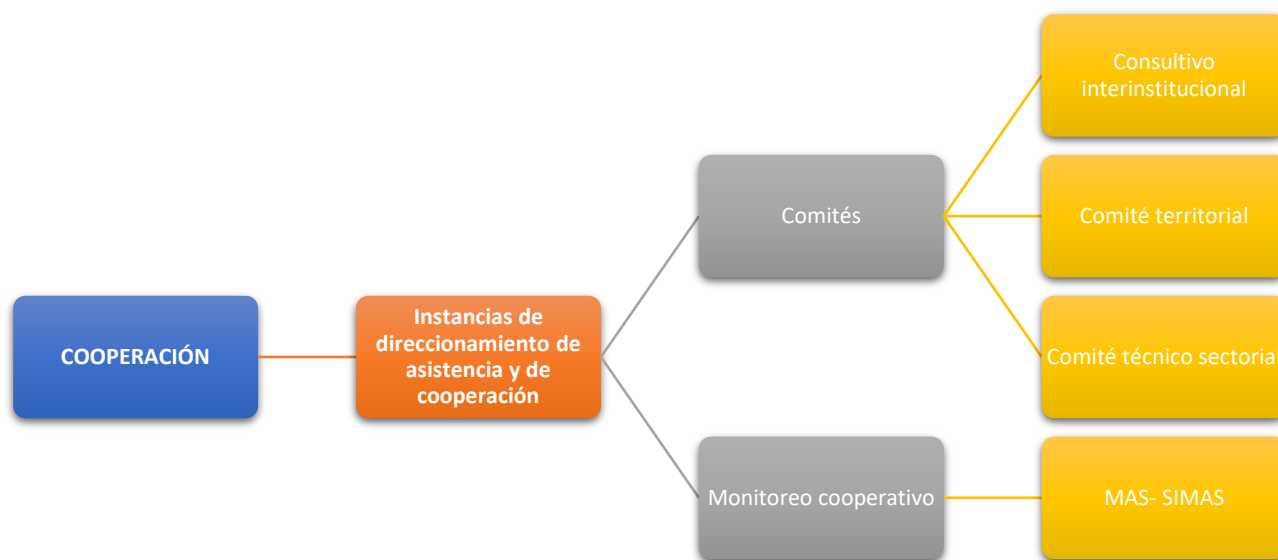 COOPERACIÓN
Instancias de
direccionamiento de
asistencia y de
cooperación
Comités
Consultivo
interinstitucional
Comité territorial
Comité técnico sectorial
Monitoreo cooperativo
MAS- SIMAS